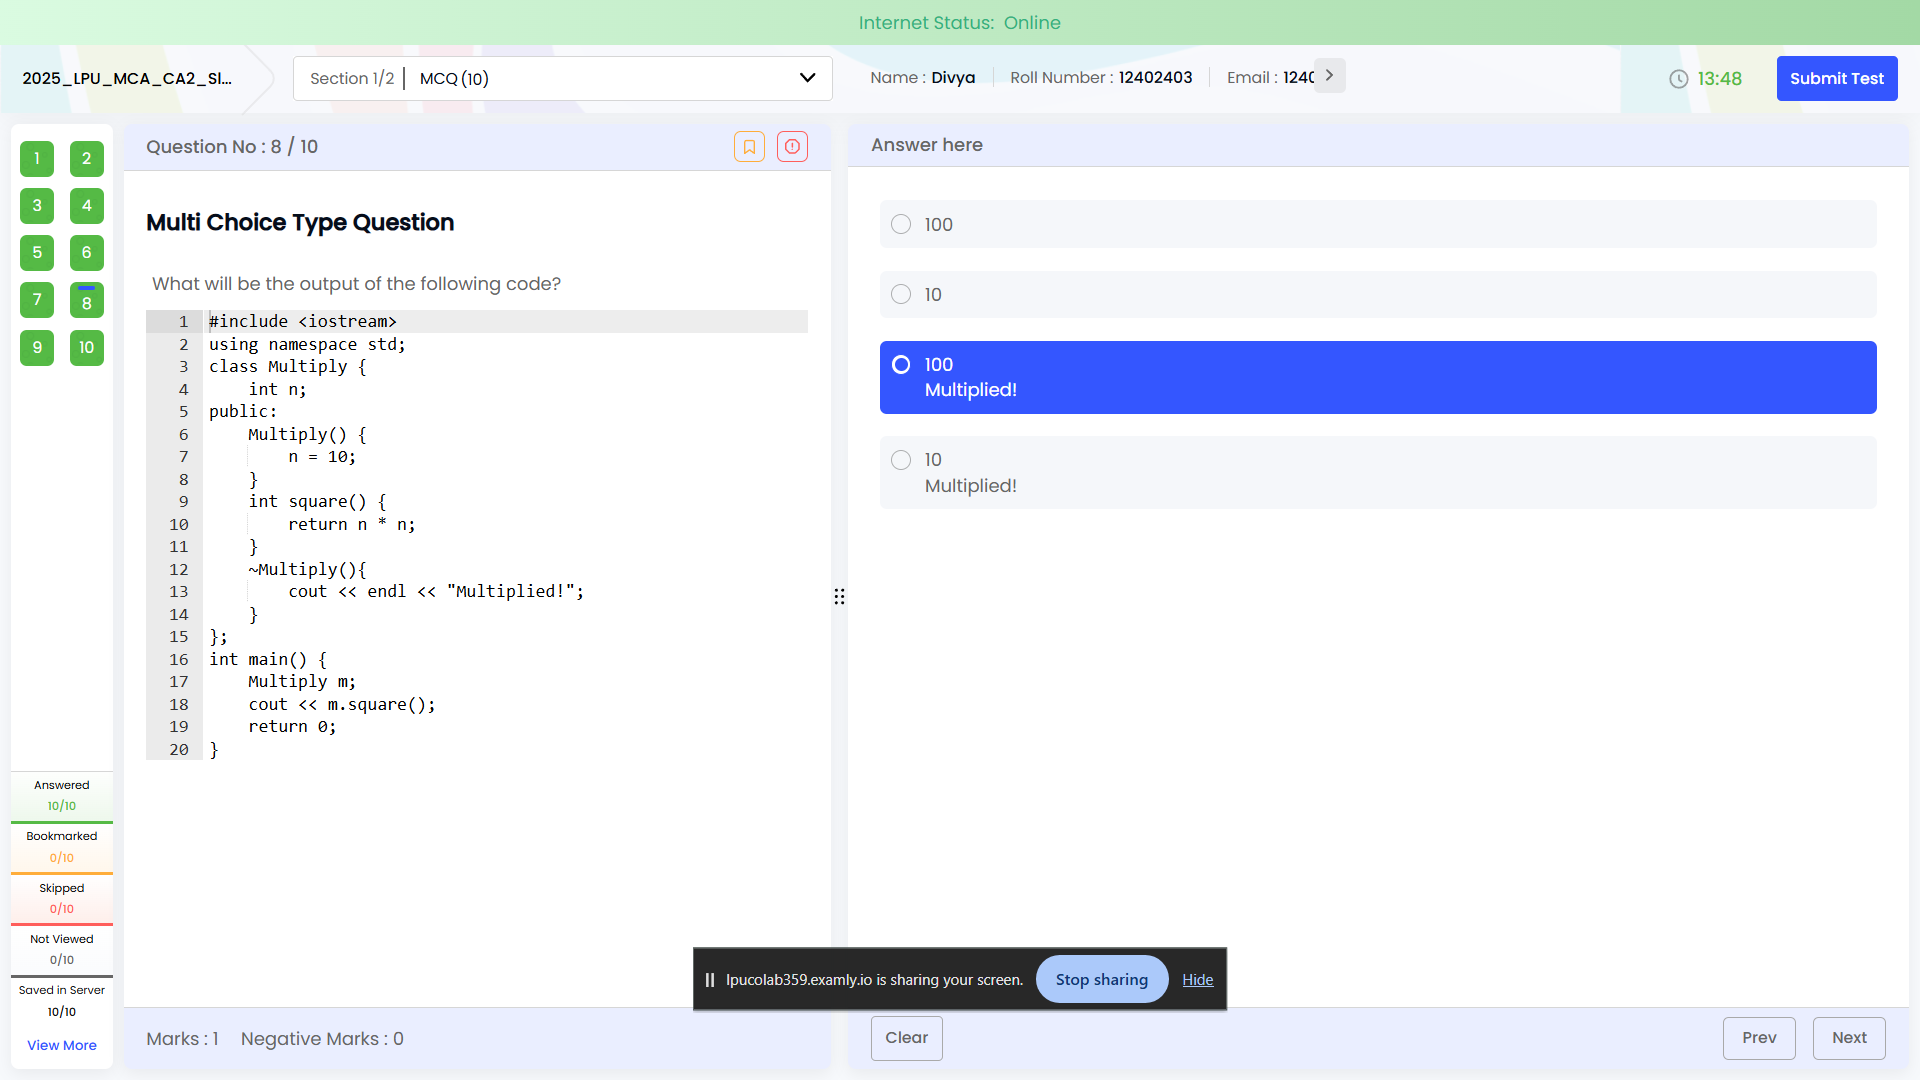 Internet Status: Online
2025_LPU_MCA_CA2_Sl...
Section 1/2 | MCQ (10)
Name : Divya
Roll Number : 12402403
Email : 1240
13:48
Submit Test
1 2
3 4
5 6
7 8
9 10
Question No : 8 / 10
Multi Choice Type Question
What will be the output of the following code?
1 #include <iostream>
2 using namespace std;
3 class Multiply {
4     int n;
5 public:
6     Multiply() {
7         n = 10;
8     }
9     int square() {
10         return n * n;
11     }
12     ~Multiply(){
13         cout << endl << "Multiplied!";
14     }
15 };
16 int main() {
17     Multiply m;
18     cout << m.square();
19     return 0;
20 }
Answer here
100
10
100
Multiplied!
10
Multiplied!
Answered
10/10
Bookmarked
0/10
Skipped
0/10
Not Viewed
0/10
Saved in Server
10/10
View More
lpucolab359.examly.io is sharing your screen.
Stop sharing
Hide
Marks : 1
Negative Marks : 0
Clear
Prev
Next